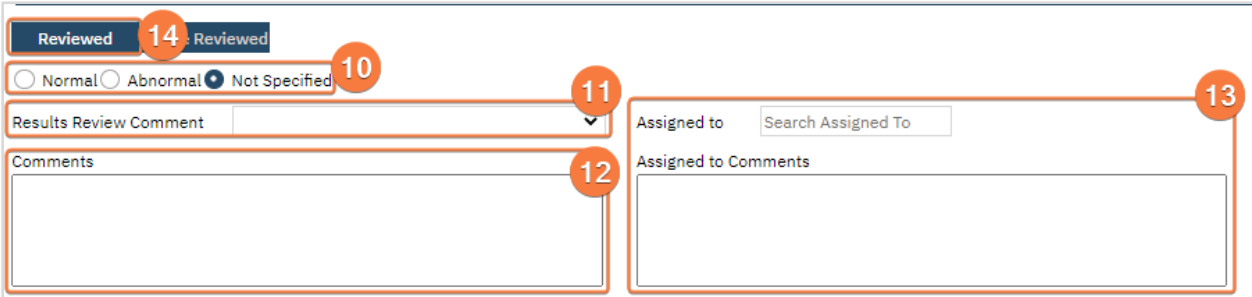 Reviewed 14 Reviewed
Normal Abnormal Not Specified 10
11
13
Results Review Comment
Assigned to Search Assigned To
Comments
12
Assigned to Comments